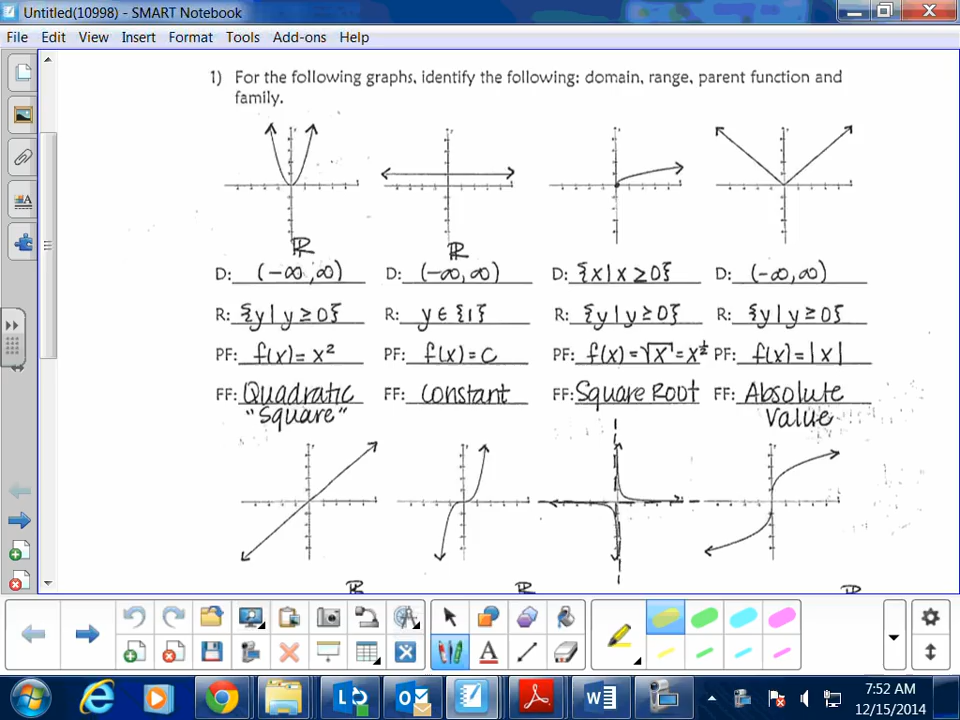 Untitled(10998) - SMART Notebook
File Edit View Insert Format Tools Add-ons Help
1) For the following graphs, identify the following: domain, range, parent function and
family.
ℝ ℝ
D: (-∞,∞) D: (-∞,∞) D: {x|x≥0} D: (-∞,∞)
R: {y|y≥0} R: y∈{1} R: {y|y≥0} R: {y|y≥0}
PF: f(x)=x² PF: f(x)=C PF: f(x)=√x=x^½ PF: f(x)=|x|
FF: Quadratic FF: Constant FF: Square Root FF: Absolute
"Square" Value
ℝ ℝ ℝ
7:52 AM
12/15/2014